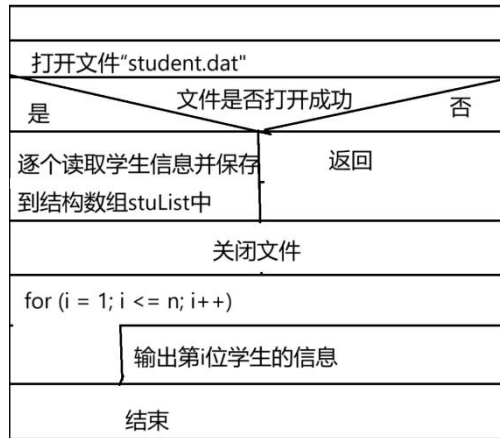 打开文件“student.dat"
文件是否打开成功
是
否
逐个读取学生信息并保存
到结构数组stuList中
返回
关闭文件
for (i = 1; i <= n; i++)
输出第i位学生的信息
结束